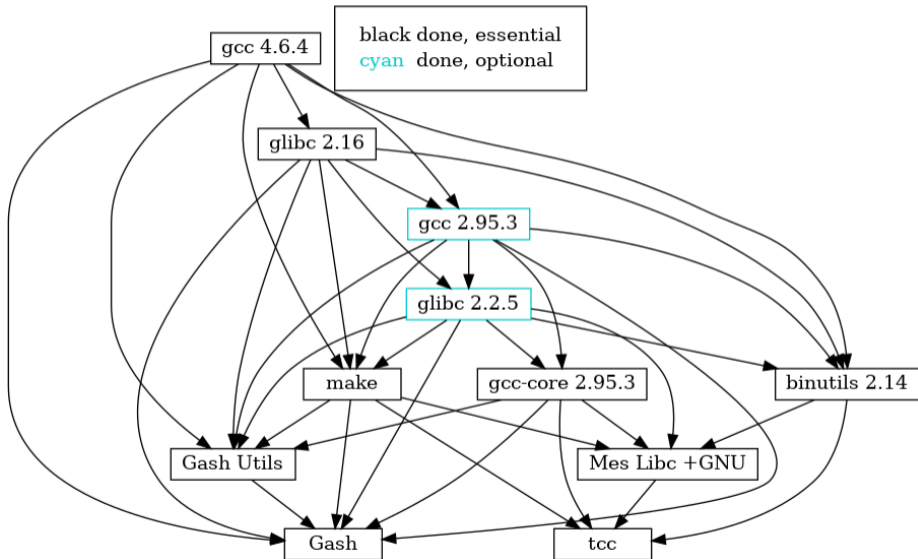 gcc 4.6.4
black done, essential
cyan done, optional
glibc 2.16
gcc 2.95.3
glibc 2.2.5
make
gcc-core 2.95.3
binutils 2.14
Gash Utils
Mes Libc +GNU
Gash
tcc